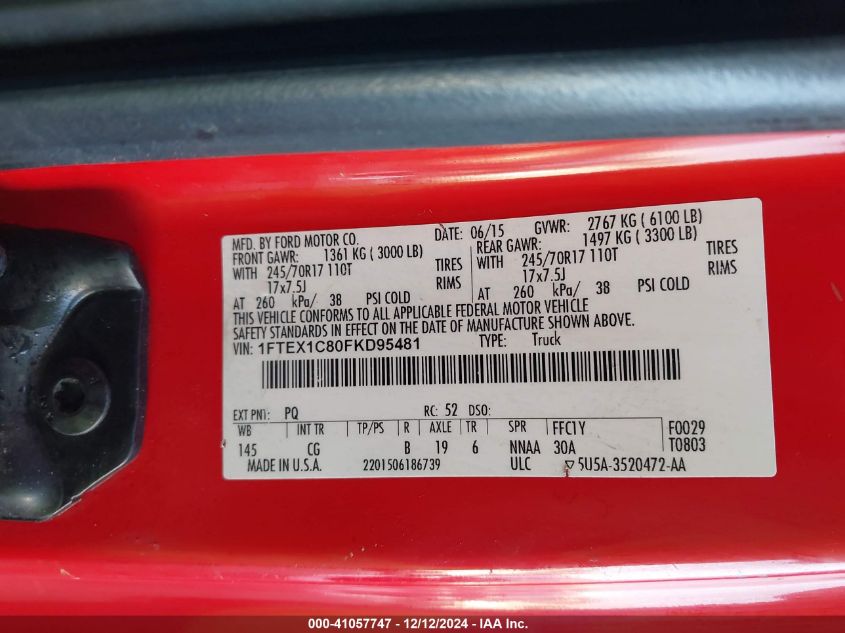 MFD. BY FORD MOTOR CO. DATE: 06/15 GVWR: 2767 KG ( 6100 LB)
FRONT GAWR: 1361 KG ( 3000 LB) REAR GAWR: 1497 KG ( 3300 LB)
WITH 245/70R17 110T TIRES WITH 245/70R17 110T TIRES
17x7.5J RIMS 17x7.5J RIMS
AT 260 kPa/ 38 PSI COLD AT 260 kPa/ 38 PSI COLD
THIS VEHICLE CONFORMS TO ALL APPLICABLE FEDERAL MOTOR VEHICLE
SAFETY STANDARDS IN EFFECT ON THE DATE OF MANUFACTURE SHOWN ABOVE.
VIN: 1FTEX1C80FKD95481 TYPE: Truck
EXT PNT: PQ RC: 52 DSO:
WB INT TR TP/PS R AXLE TR SPR FFC1Y F0029
145 CG B 19 6 NNAA 30A T0803
MADE IN U.S.A. 2201506186739 ULC ▽5U5A-3520472-AA
000-41057747 - 12/12/2024 - IAA Inc.